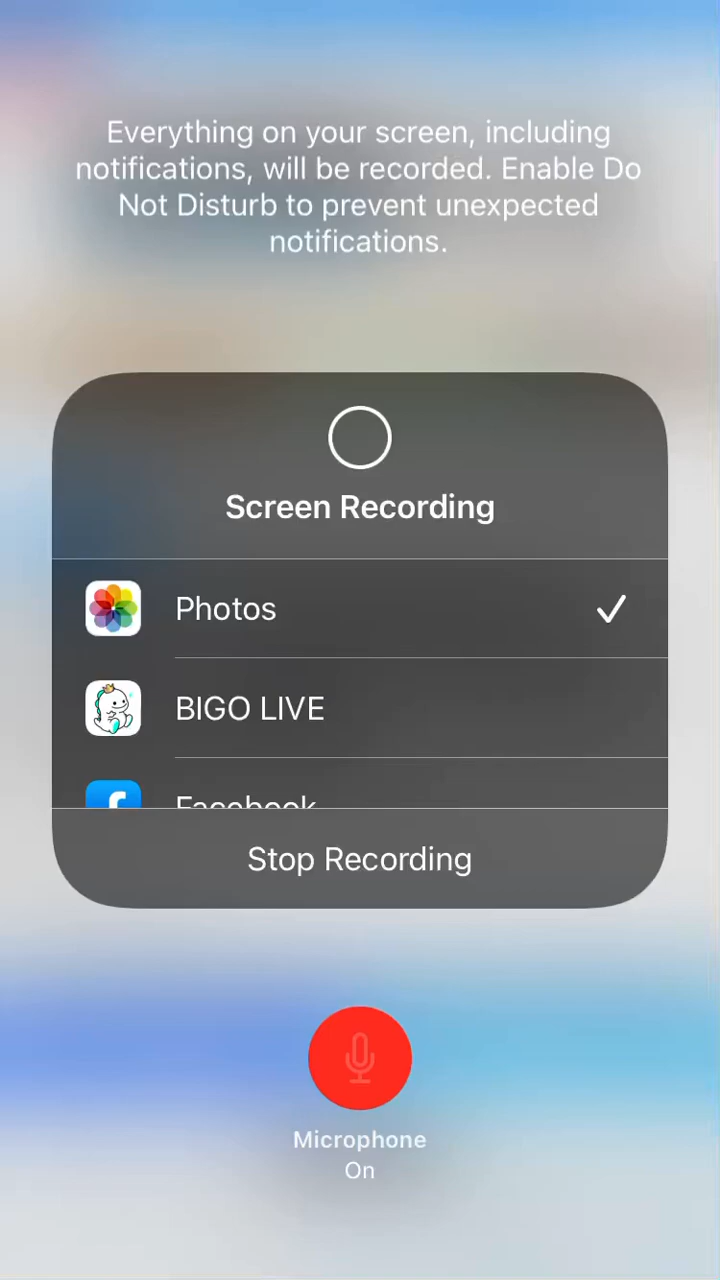 Everything on your screen, including
notifications, will be recorded. Enable Do
Not Disturb to prevent unexpected
notifications.
Screen Recording
Photos
BIGO LIVE
Facebook
Stop Recording
Microphone
On